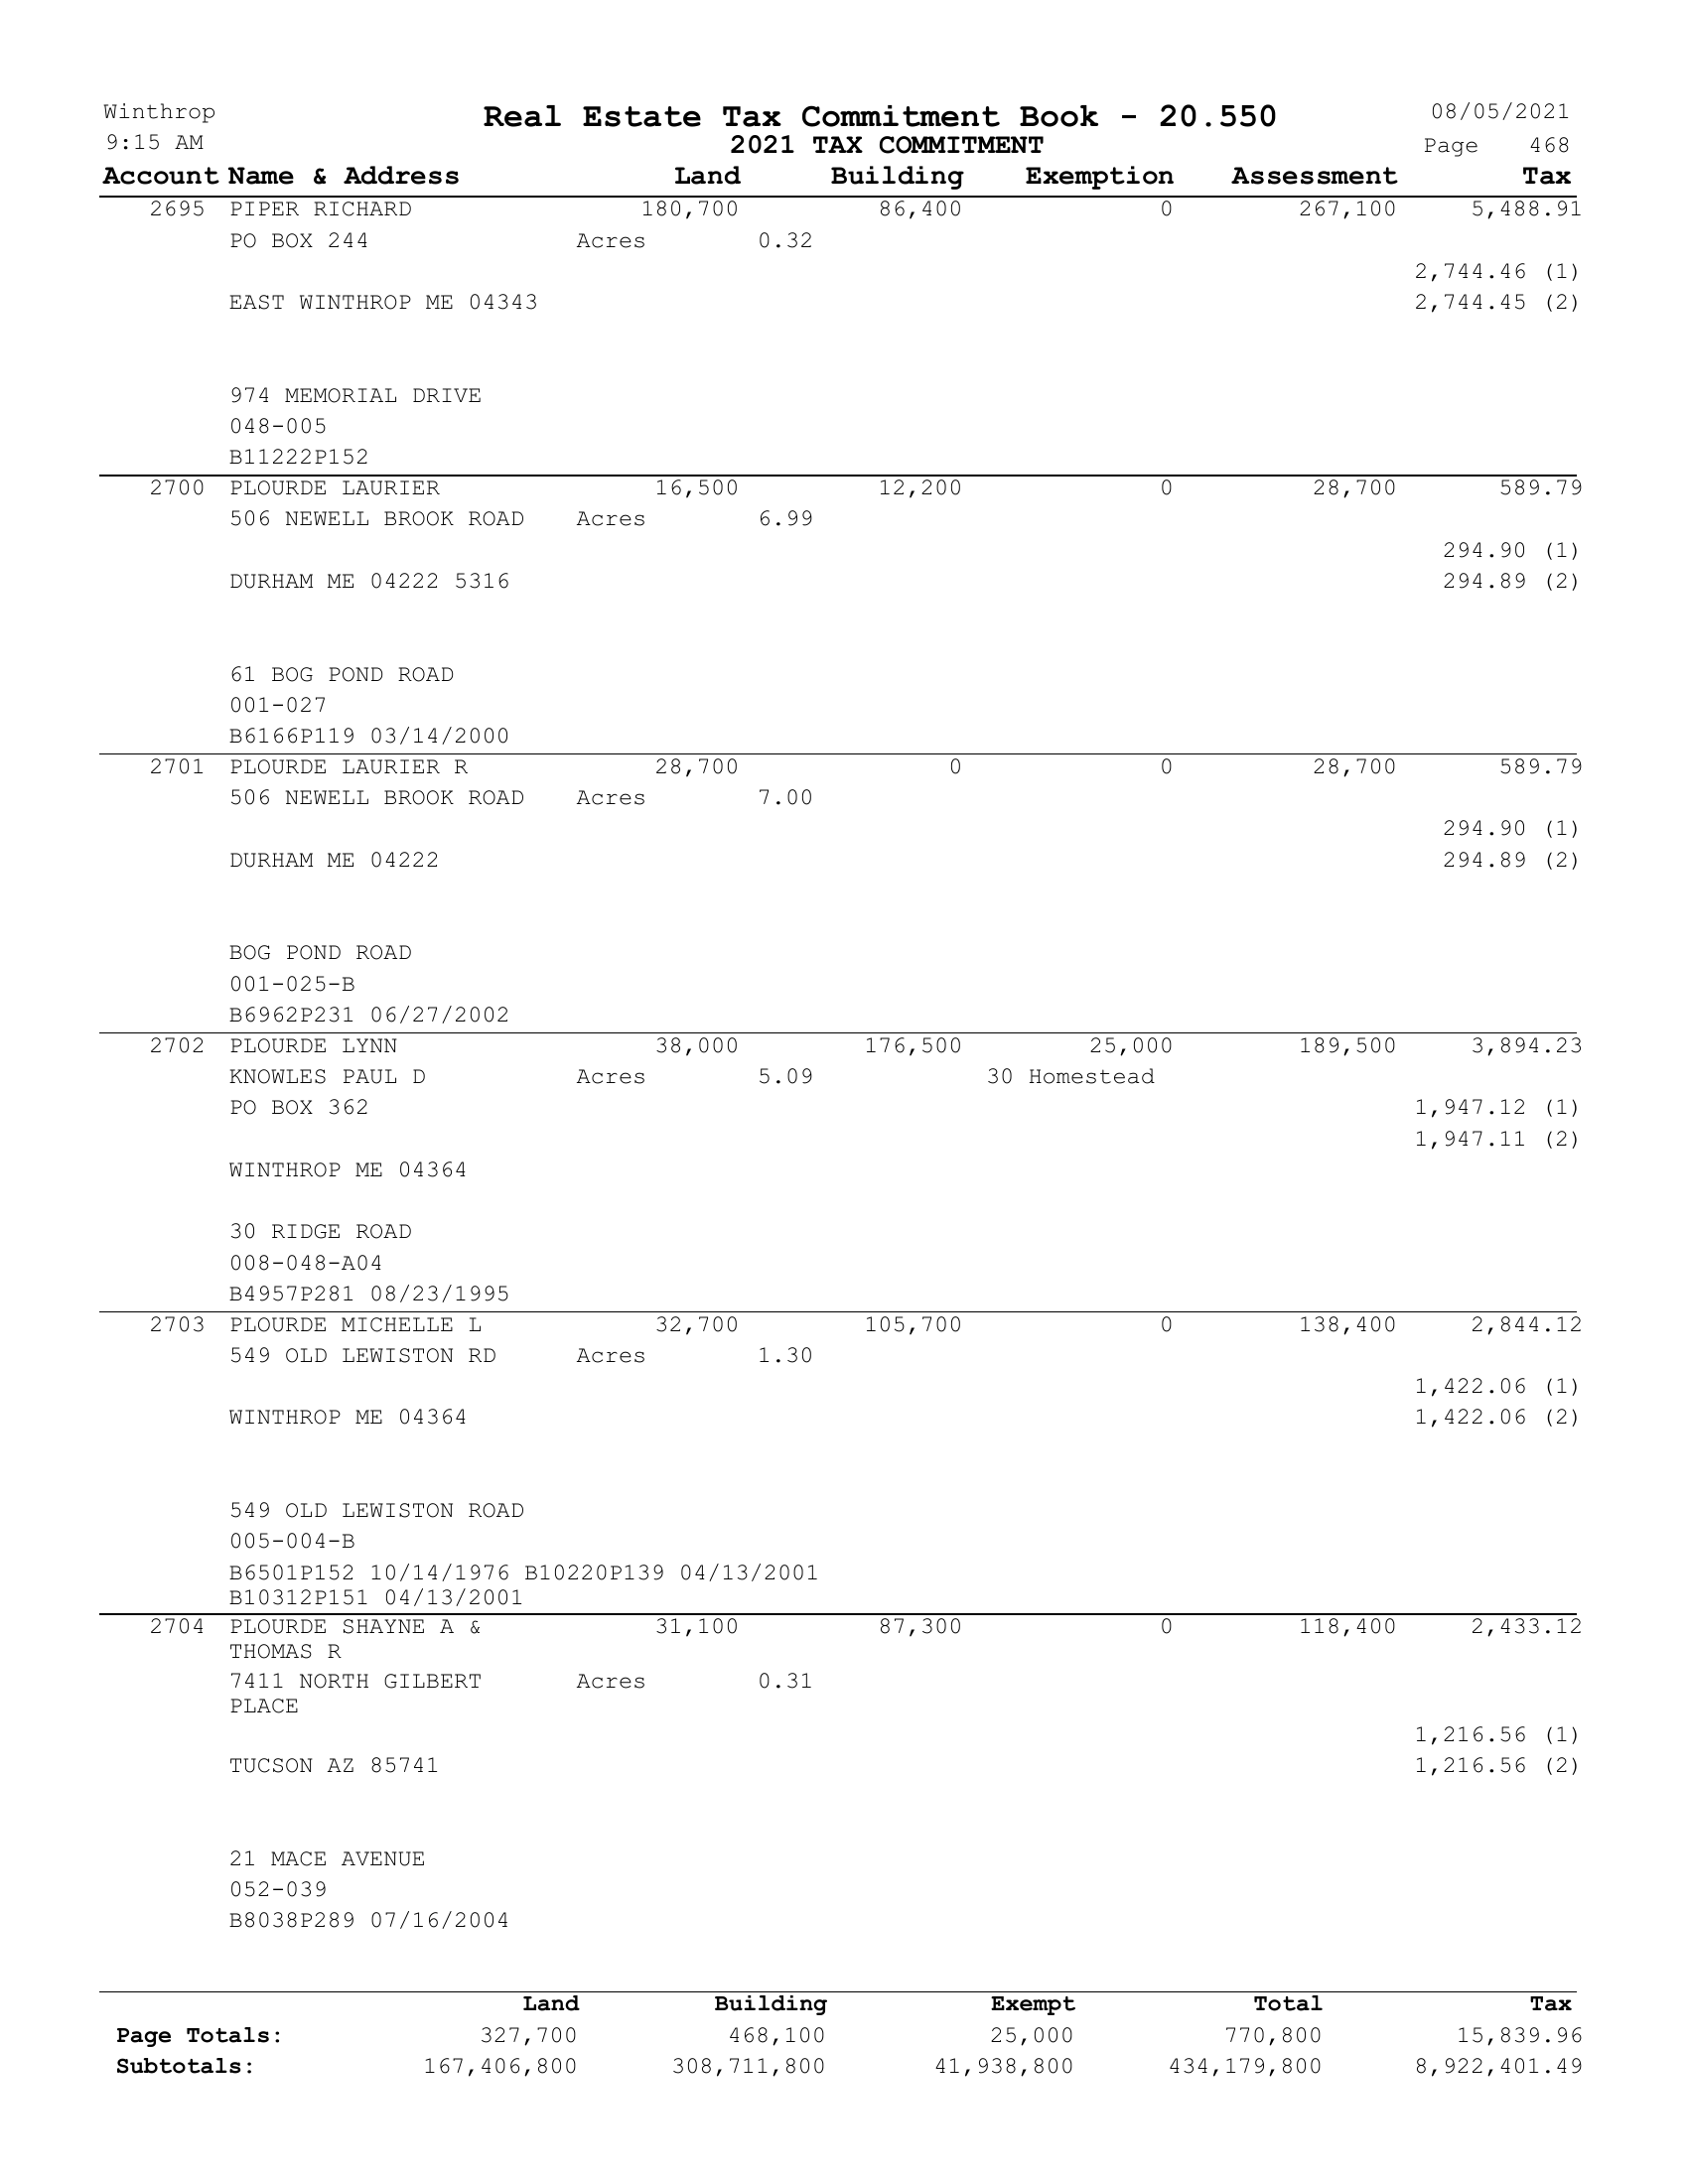 Winthrop Real Estate Tax Commitment Book - 20.550 08/05/2021
9:15 AM 2021 TAX COMMITMENT Page 468
Account Name & Address Land Building Exemption Assessment Tax
2695 PIPER RICHARD 180,700 86,400 0 267,100 5,488.91
PO BOX 244 Acres 0.32
2,744.46 (1)
EAST WINTHROP ME 04343 2,744.45 (2)
974 MEMORIAL DRIVE
048-005
B11222P152
2700 PLOURDE LAURIER 16,500 12,200 0 28,700 589.79
506 NEWELL BROOK ROAD Acres 6.99
294.90 (1)
DURHAM ME 04222 5316 294.89 (2)
61 BOG POND ROAD
001-027
B6166P119 03/14/2000
2701 PLOURDE LAURIER R 28,700 0 0 28,700 589.79
506 NEWELL BROOK ROAD Acres 7.00
294.90 (1)
DURHAM ME 04222 294.89 (2)
BOG POND ROAD
001-025-B
B6962P231 06/27/2002
2702 PLOURDE LYNN 38,000 176,500 25,000 189,500 3,894.23
KNOWLES PAUL D Acres 5.09 30 Homestead
PO BOX 362 1,947.12 (1)
1,947.11 (2)
WINTHROP ME 04364
30 RIDGE ROAD
008-048-A04
B4957P281 08/23/1995
2703 PLOURDE MICHELLE L 32,700 105,700 0 138,400 2,844.12
549 OLD LEWISTON RD Acres 1.30
1,422.06 (1)
WINTHROP ME 04364 1,422.06 (2)
549 OLD LEWISTON ROAD
005-004-B
B6501P152 10/14/1976 B10220P139 04/13/2001
B10312P151 04/13/2001
2704 PLOURDE SHAYNE A & 31,100 87,300 0 118,400 2,433.12
THOMAS R
7411 NORTH GILBERT Acres 0.31
PLACE
1,216.56 (1)
TUCSON AZ 85741 1,216.56 (2)
21 MACE AVENUE
052-039
B8038P289 07/16/2004
Land Building Exempt Total Tax
Page Totals: 327,700 468,100 25,000 770,800 15,839.96
Subtotals: 167,406,800 308,711,800 41,938,800 434,179,800 8,922,401.49